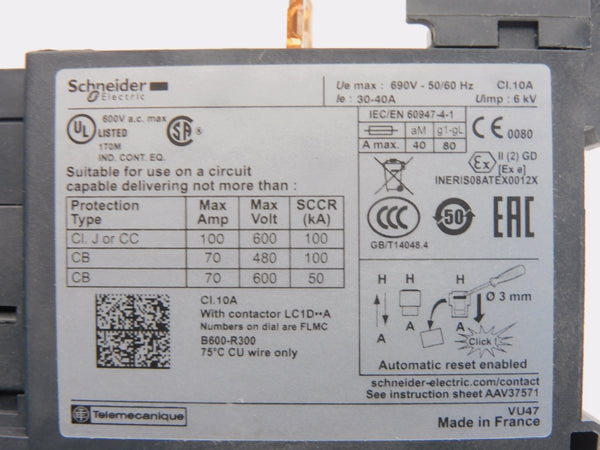 Schneider
Electric
Ue max : 690V - 50/60 Hz Cl.10A
Ie : 30-40A Uimp : 6 kV
UL
600V a.c. max
LISTED
170M
IND. CONT. EQ.
SA
IEC/EN 60947-4-1
aM g1-gL
A max. 40 80
CE 0080
Suitable for use on a circuit
capable delivering not more than :
Ex II (2) GD
[Ex e]
INERIS08ATEX0012X
Protection Type Max Amp Max Volt SCCR (kA)
Cl. J or CC 100 600 100
CB 70 480 100
CB 70 600 50
CCC
GB/T14048.4
50
EAC
Cl.10A
With contactor LC1D••A
Numbers on dial are FLMC
B600-R300
75°C CU wire only
H H H
Ø 3 mm
A A
Click !
Automatic reset enabled
schneider-electric.com/contact
See instruction sheet AAV37571
Telemecanique
VU47
Made in France